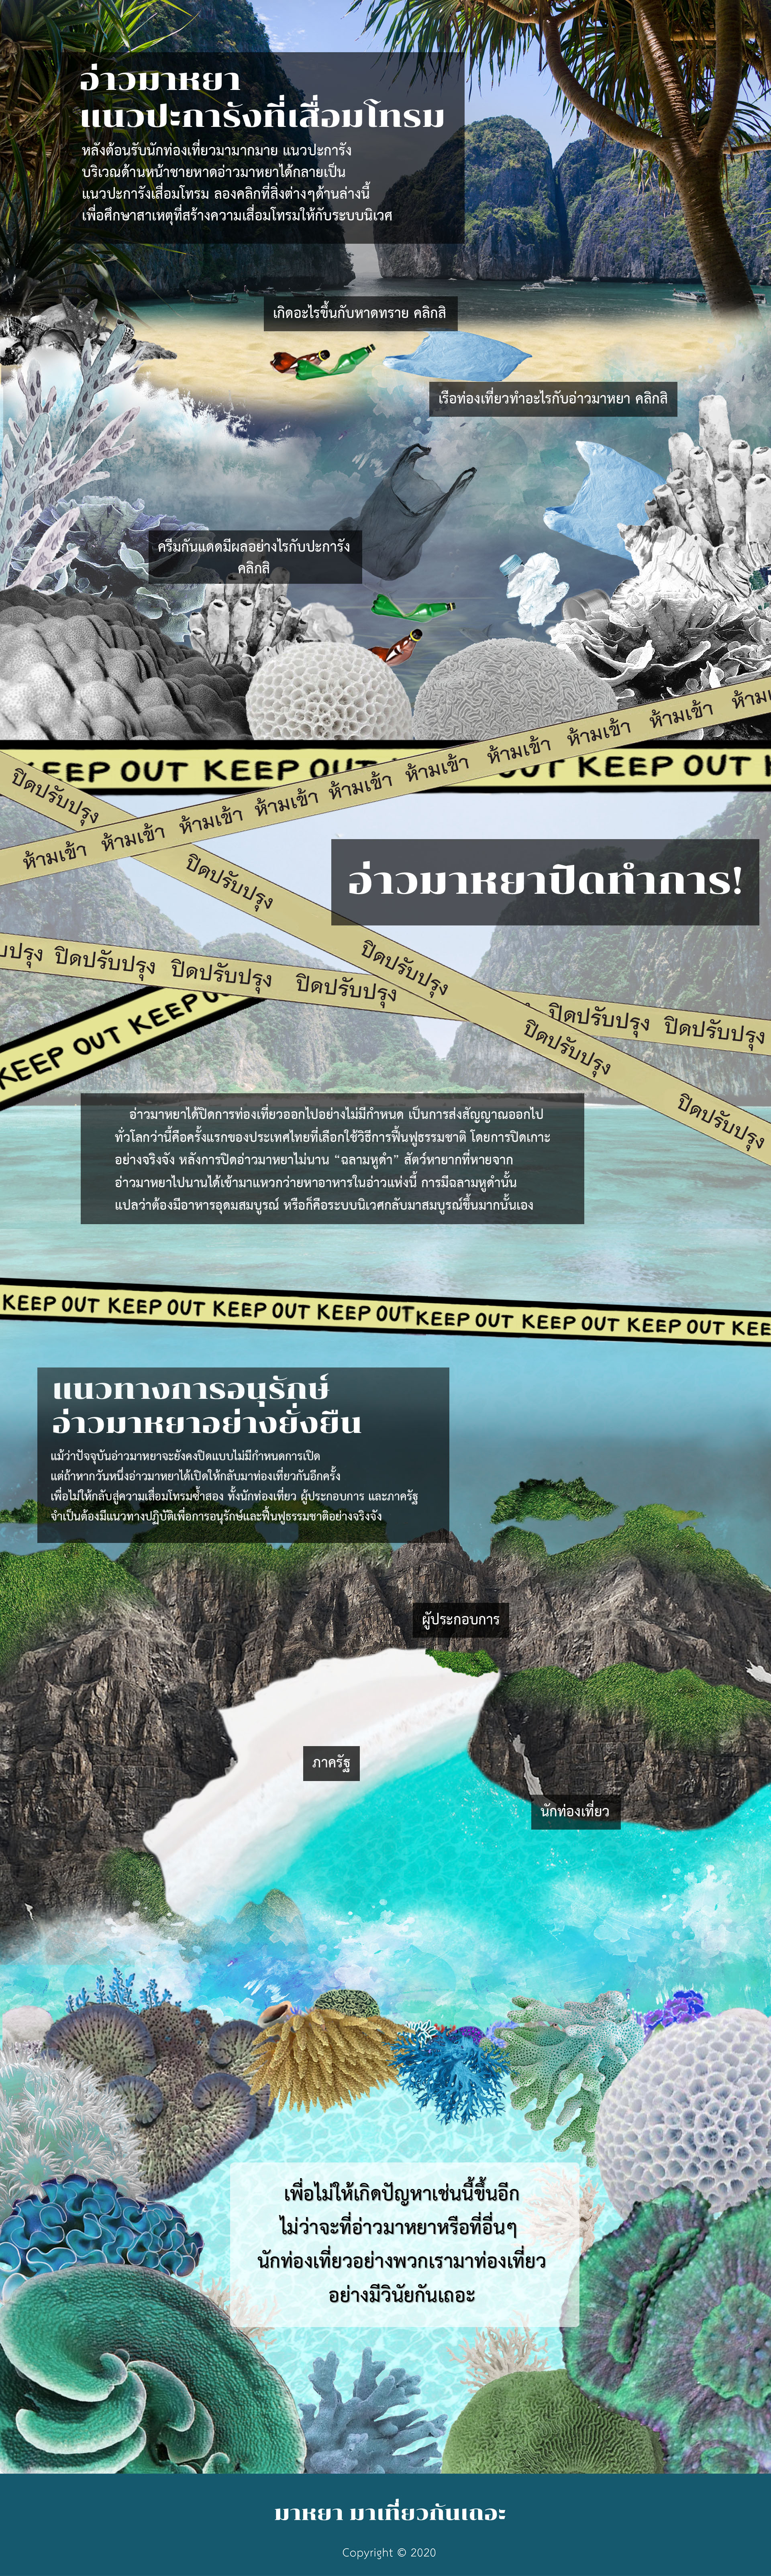 อ่าวมาหยา
แนวปะการังที่เสื่อมโทรม
หลังต้อนรับนักท่องเที่ยวมามากมาย แนวปะการัง
บริเวณด้านหน้าชายหาดอ่าวมาหยาได้กลายเป็น
แนวปะการังเสื่อมโทรม ลองคลิกที่สิ่งต่างๆด้านล่างนี้
เพื่อศึกษาสาเหตุที่สร้างความเสื่อมโทรมให้กับระบบนิเวศ
เกิดอะไรขึ้นกับหาดทราย คลิกสิ
เรือท่องเที่ยวทำอะไรกับอ่าวมาหยา คลิกสิ
ครีมกันแดดมีผลอย่างไรกับปะการัง
คลิกสิ
ห้ามเข้า ห้ามเข้า ห้ามเข้า ห้ามเข้า ห้ามเข้า ห้ามเข้า ห้ามเข้า ห้ามเข้า ห้ามเข้า ห้ามเข้า
KEEP OUT KEEP OUT KEEP OUT KEEP OUT
ปิดปรับปรุง ปิดปรับปรุง ปิดปรับปรุง ปิดปรับปรุง ปิดปรับปรุง
อ่าวมาหยาปิดทำการ!
ปิดปรับปรุง ปิดปรับปรุง ปิดปรับปรุง ปิดปรับปรุง ปิดปรับปรุง
KEEP OUT KEEP OUT
อ่าวมาหยาได้ปิดการท่องเที่ยวออกไปอย่างไม่มีกำหนด เป็นการส่งสัญญาณออกไป
ทั่วโลกว่านี้คือครั้งแรกของประเทศไทยที่เลือกใช้วิธีการฟื้นฟูธรรมชาติ โดยการปิดเกาะ
อย่างจริงจัง หลังการปิดอ่าวมาหยาไม่นาน “ฉลามหูดำ” สัตว์หายากที่หายจาก
อ่าวมาหยาไปนานได้เข้ามาแหวกว่ายหาอาหารในอ่าวแห่งนี้ การมีฉลามหูดำนั้น
แปลว่าต้องมีอาหารอุดมสมบูรณ์ หรือก็คือระบบนิเวศกลับมาสมบูรณ์ขึ้นมากนั้นเอง
KEEP OUT KEEP OUT KEEP OUT KEEP OUT KEEP OUT KEEP OUT KEEP OUT KEE
แนวทางการอนุรักษ์
อ่าวมาหยาอย่างยั่งยืน
แม้ว่าปัจจุบันอ่าวมาหยาจะยังคงปิดแบบไม่มีกำหนดการเปิด
แต่ถ้าหากวันหนึ่งอ่าวมาหยาได้เปิดให้กลับมาท่องเที่ยวกันอีกครั้ง
เพื่อไม่ให้กลับสู่ความเสื่อมโทรมซ้ำสอง ทั้งนักท่องเที่ยว ผู้ประกอบการ และภาครัฐ
จำเป็นต้องมีแนวทางปฏิบัติเพื่อการอนุรักษ์และฟื้นฟูธรรมชาติอย่างจริงจัง
ผู้ประกอบการ
ภาครัฐ
นักท่องเที่ยว
เพื่อไม่ให้เกิดปัญหาเช่นนี้ขึ้นอีก
ไม่ว่าจะที่อ่าวมาหยาหรือที่อื่นๆ
นักท่องเที่ยวอย่างพวกเรามาท่องเที่ยว
อย่างมีวินัยกันเถอะ
มาหยา มาเที่ยวกันเถอะ
Copyright © 2020